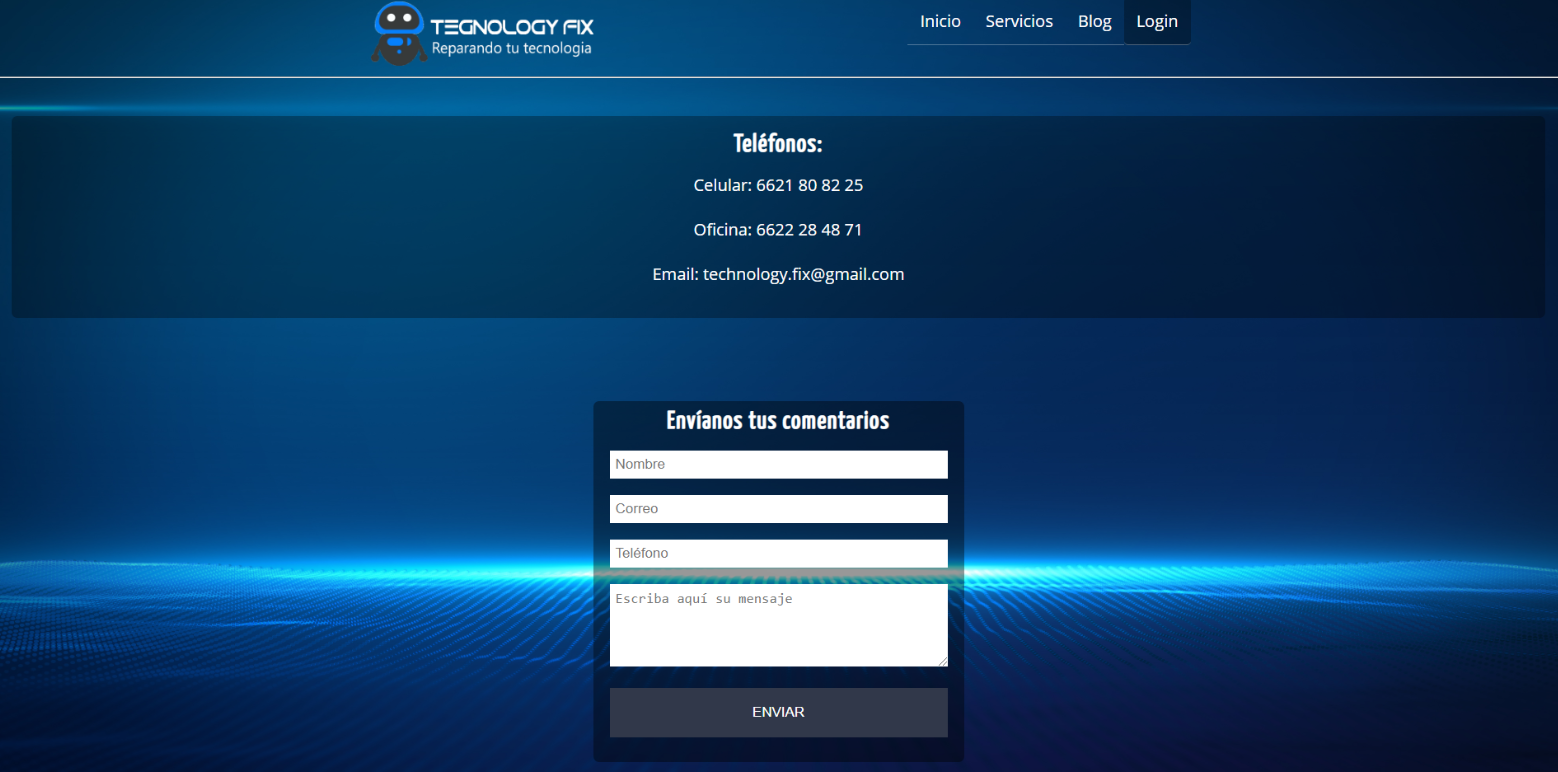 TEGNOLOGY FIX
Reparando tu tecnologia
Inicio Servicios Blog Login
Teléfonos:
Celular: 6621 80 82 25
Oficina: 6622 28 48 71
Email: technology.fix@gmail.com
Envíanos tus comentarios
Nombre
Correo
Teléfono
Escriba aquí su mensaje
ENVIAR